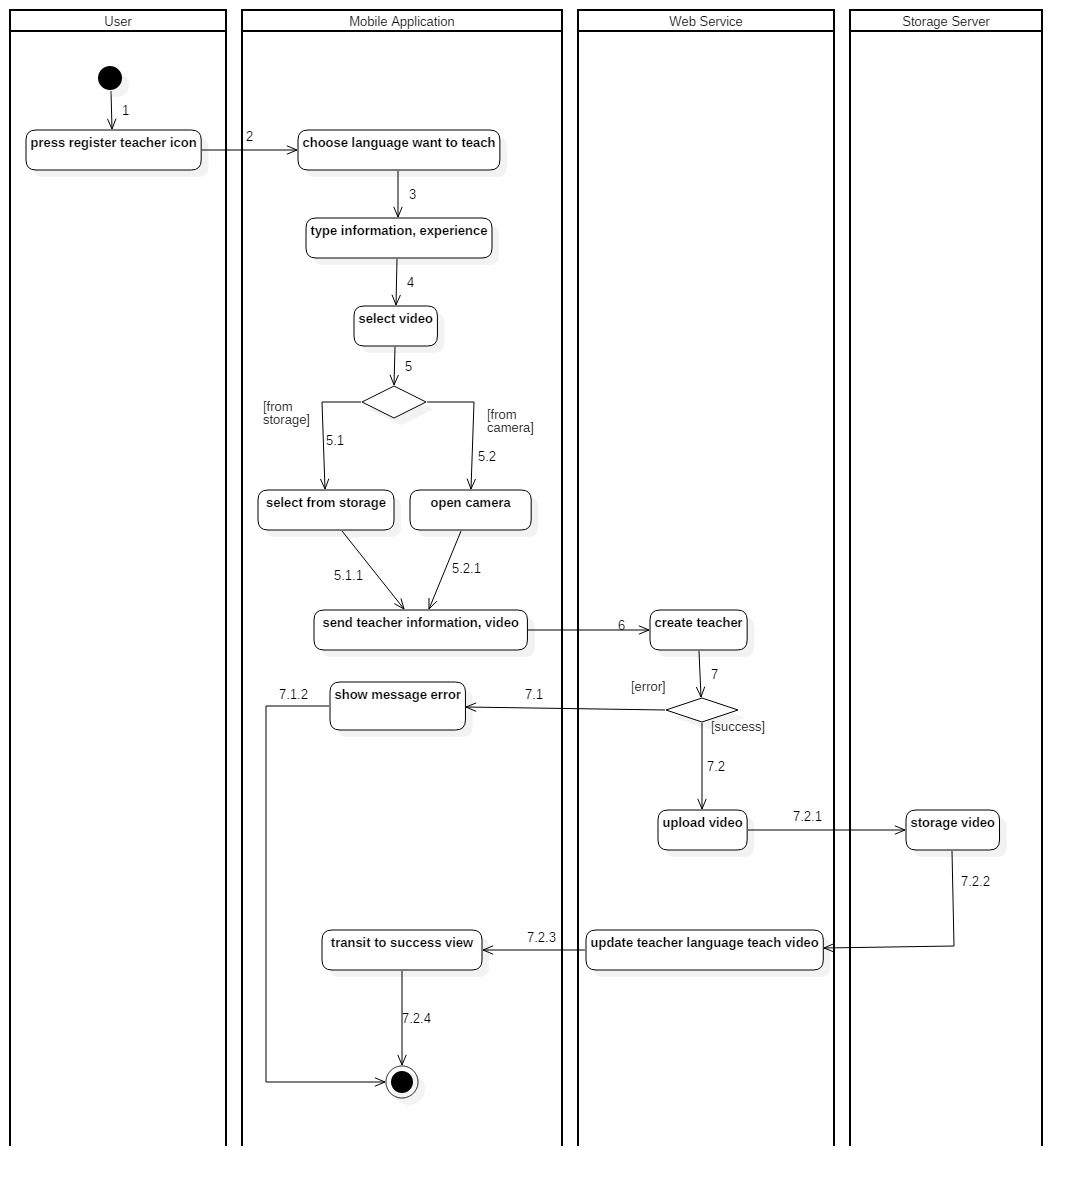 User
Mobile Application
Web Service
Storage Server
1
press register teacher icon
2
choose language want to teach
3
type information, experience
4
select video
5
[from
storage]
[from
camera]
5.1
5.2
select from storage
open camera
5.1.1
5.2.1
send teacher information, video
6
create teacher
7
[error]
7.1.2
show message error
7.1
[success]
7.2
upload video
7.2.1
storage video
7.2.2
transit to success view
7.2.3
update teacher language teach video
7.2.4